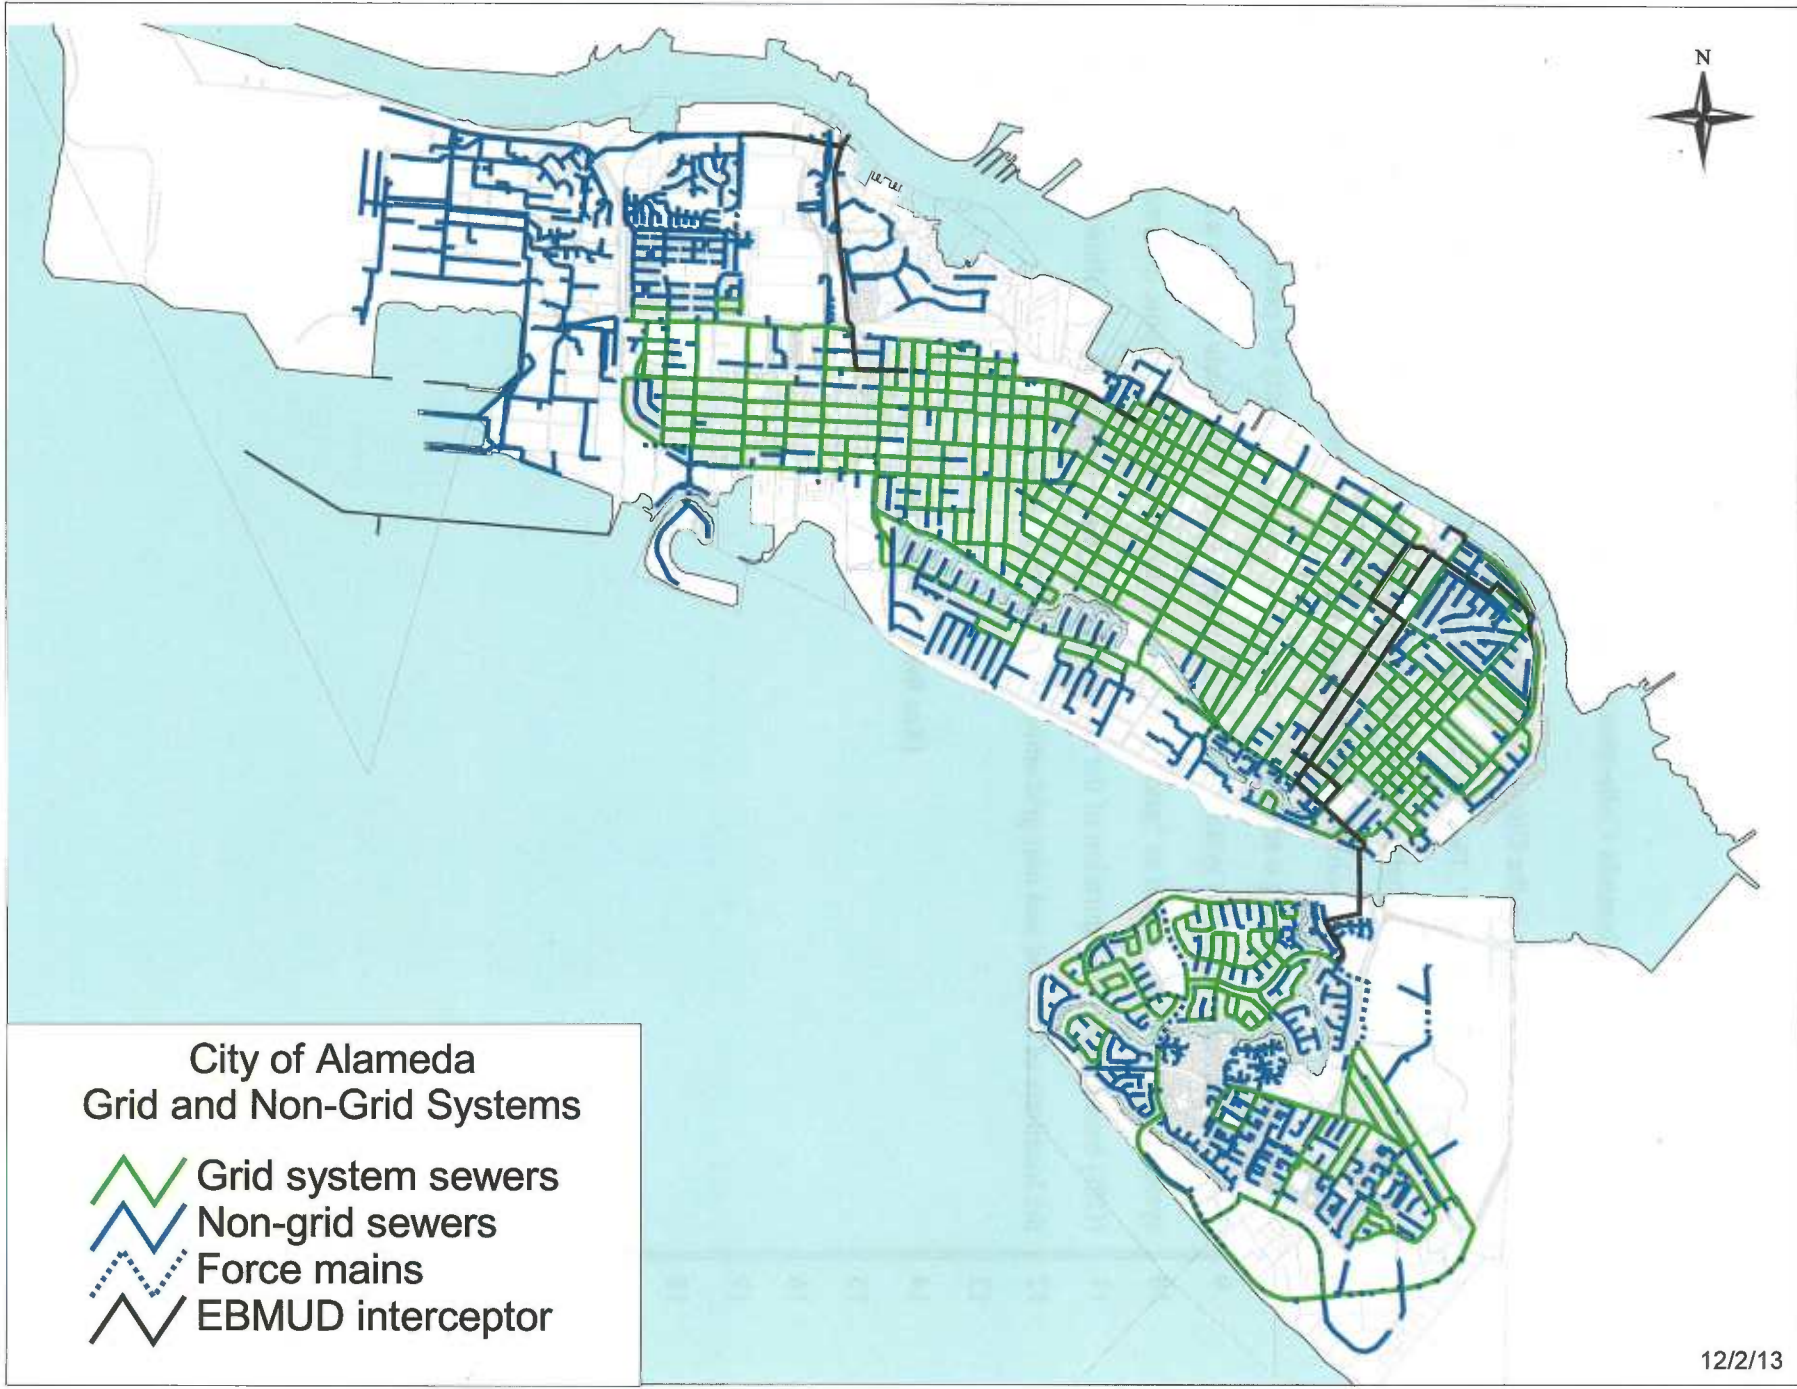 N
City of Alameda
Grid and Non-Grid Systems
Grid system sewers
Non-grid sewers
Force mains
EBMUD interceptor
12/2/13